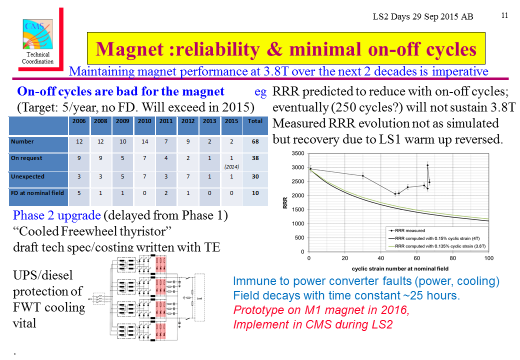 LS2 Days 29 Sep 2015 AB
11
CMS
Technical
Coordination
Magnet :reliability & minimal on-off cycles
Maintaining magnet performance at 3.8T over the next 2 decades is imperative
On-off cycles are bad for the magnet
(Target: 5/year, no FD. Will exceed in 2015)
2006 2008 2009 2010 2011 2012 2013 2015 Total
Number 12 12 10 14 7 9 2 2 68
On request 9 9 5 7 4 2 1 1 (2014) 38
Unexpected 3 3 5 7 3 7 1 1 30
FD at nominal field 5 1 1 0 2 1 0 0 10
eg RRR predicted to reduce with on-off cycles;
eventually (250 cycles?) will not sustain 3.8T
Measured RRR evolution not as simulated
but recovery due to LS1 warm up reversed.
3500
3000
2500
2000
1500
1000
500
0
RRR
0 20 40 60 80 100
cyclic strain number at nominal field
RRR measured
RRR computed with 0.15% cyclic strain (4T)
RRR computed with 0.135% cyclic strain (3.8T)
Phase 2 upgrade (delayed from Phase 1)
“Cooled Freewheel thyristor”
draft tech spec/costing written with TE
UPS/diesel
protection of
FWT cooling
vital
Immune to power converter faults (power, cooling)
Field decays with time constant ~25 hours.
Prototype on M1 magnet in 2016,
Implement in CMS during LS2